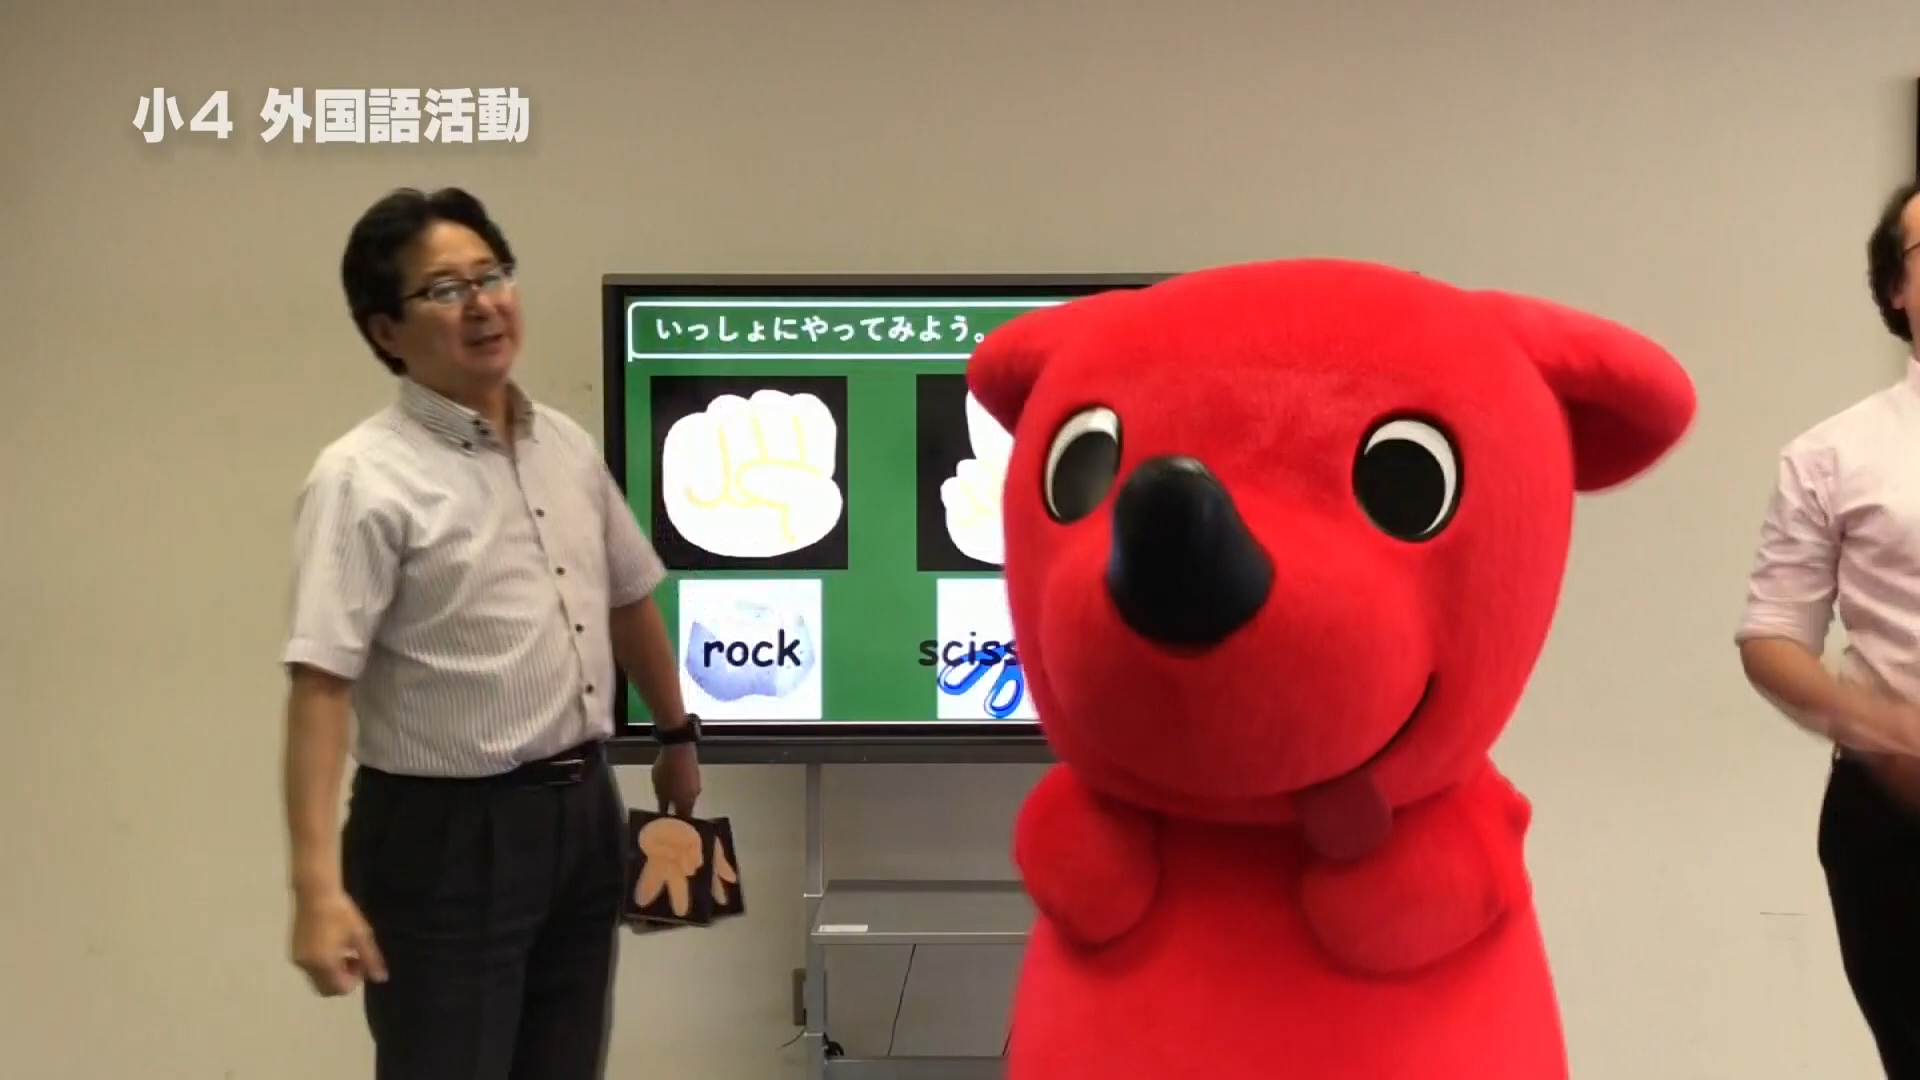 小4 外国語活動
いっしょにやってみよう。
rock
sciss